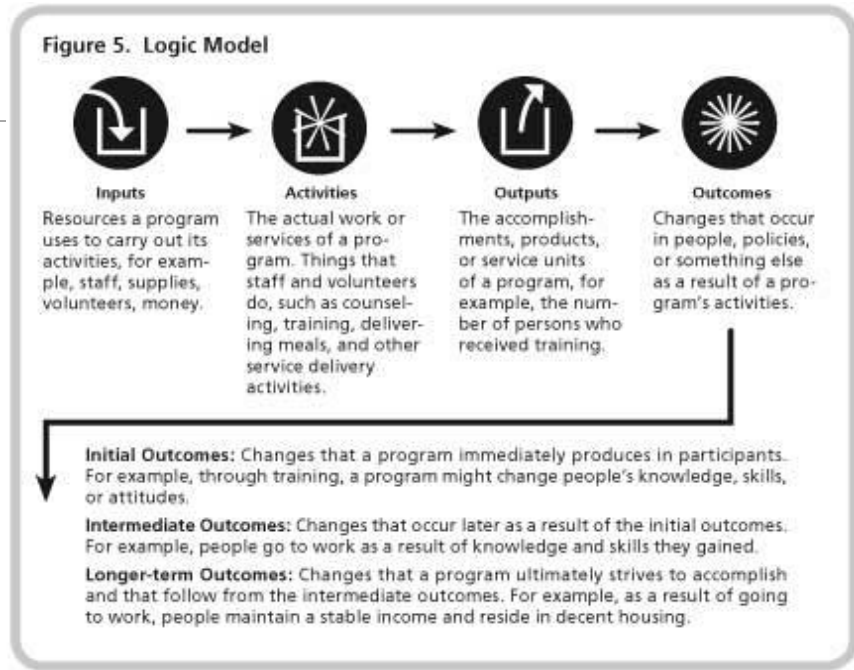 Figure 5. Logic Model
Inputs
Resources a program
uses to carry out its
activities, for exam-
ple, staff, supplies,
volunteers, money.
Activities
The actual work or
services of a pro-
gram. Things that
staff and volunteers
do, such as counsel-
ing, training, deliver-
ing meals, and other
service delivery
activities.
Outputs
The accomplish-
ments, products,
or service units
of a program, for
example, the num-
ber of persons who
received training.
Outcomes
Changes that occur
in people, policies,
or something else
as a result of a pro-
gram's activities.
Initial Outcomes: Changes that a program immediately produces in participants.
For example, through training, a program might change people's knowledge, skills,
or attitudes.
Intermediate Outcomes: Changes that occur later as a result of the initial outcomes.
For example, people go to work as a result of knowledge and skills they gained.
Longer-term Outcomes: Changes that a program ultimately strives to accomplish
and that follow from the intermediate outcomes. For example, as a result of going
to work, people maintain a stable income and reside in decent housing.